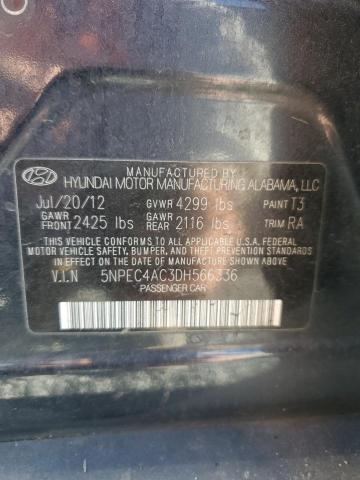 MANUFACTURED BY
HYUNDAI MOTOR MANUFACTURING ALABAMA, LLC
Jul/20/12 GVWR 4299 lbs PAINT T3
GAWR FRONT 2425 lbs GAWR REAR 2116 lbs TRIM RA
THIS VEHICLE CONFORMS TO ALL APPLICABLE FEDERAL
MOTOR VEHICLE SAFETY, BUMPER, AND THEFT PREVENTION STANDARDS
IN EFFECT ON THE DATE OF MANUFACTURE SHOWN ABOVE.
V.I.N 5NPEC4AC3DH566336
PASSENGER CAR